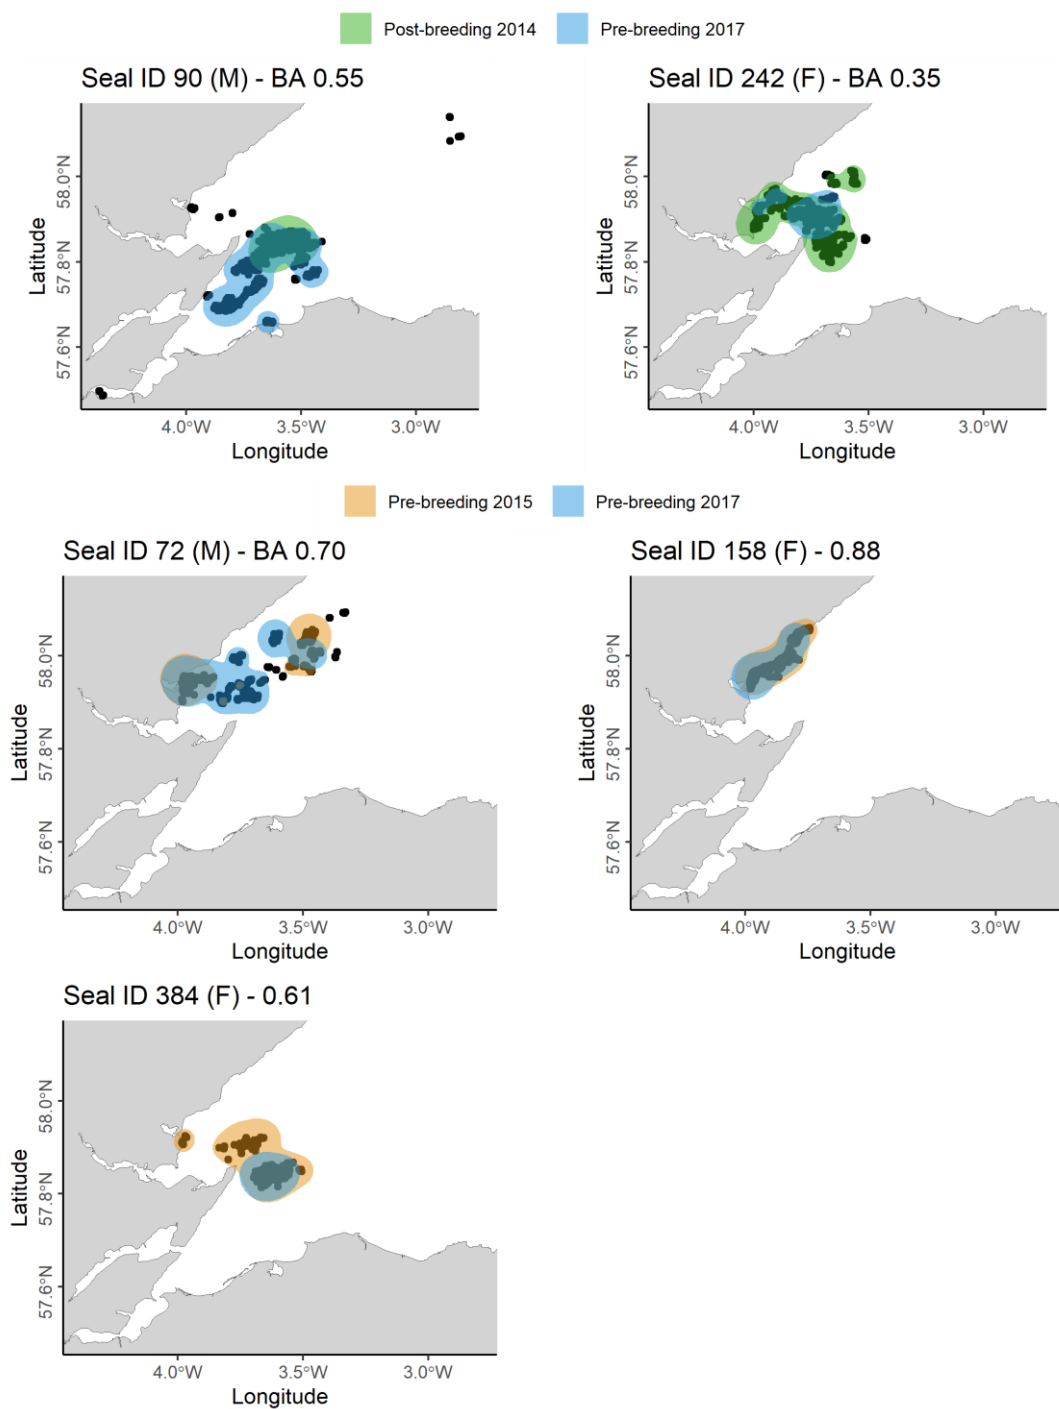 Post-breeding 2014 Pre-breeding 2017
Seal ID 90 (M) - BA 0.55
Seal ID 242 (F) - BA 0.35
58.0°N
57.8°N
57.6°N
Latitude
4.0°W 3.5°W 3.0°W
Longitude
58.0°N
57.8°N
57.6°N
Latitude
4.0°W 3.5°W 3.0°W
Longitude
Pre-breeding 2015 Pre-breeding 2017
Seal ID 72 (M) - BA 0.70
Seal ID 158 (F) - 0.88
58.0°N
57.8°N
57.6°N
Latitude
4.0°W 3.5°W 3.0°W
Longitude
58.0°N
57.8°N
57.6°N
Latitude
4.0°W 3.5°W 3.0°W
Longitude
Seal ID 384 (F) - 0.61
58.0°N
57.8°N
57.6°N
Latitude
4.0°W 3.5°W 3.0°W
Longitude